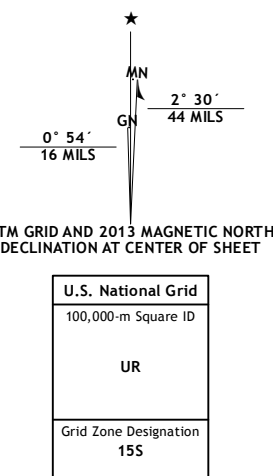 ★
MN
GN
2° 30´
44 MILS
0° 54´
16 MILS
TM GRID AND 2013 MAGNETIC NORTH
DECLINATION AT CENTER OF SHEET
U.S. National Grid
100,000-m Square ID
UR
Grid Zone Designation
15S